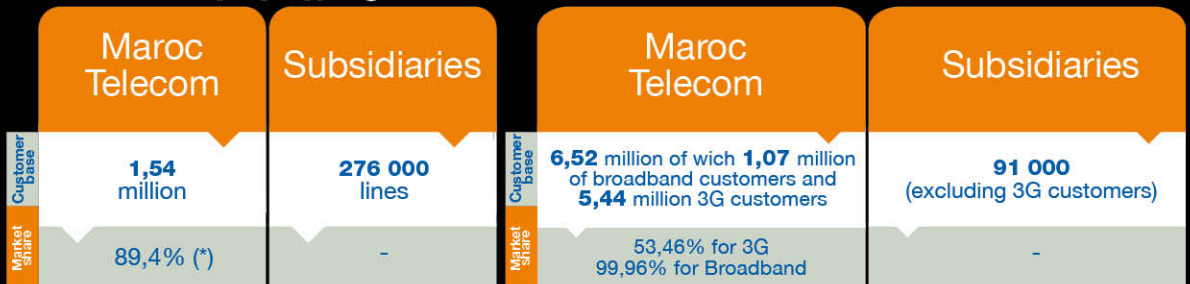 Maroc
Telecom
Subsidiaries
Customer
base
1,54
million
276 000
lines
Market
share
89,4% (*)
-
Maroc
Telecom
Subsidiaries
Customer
base
6,52 million of wich 1,07 million
of broadband customers and
5,44 million 3G customers
91 000
(excluding 3G customers)
Market
share
53,46% for 3G
99,96% for Broadband
-